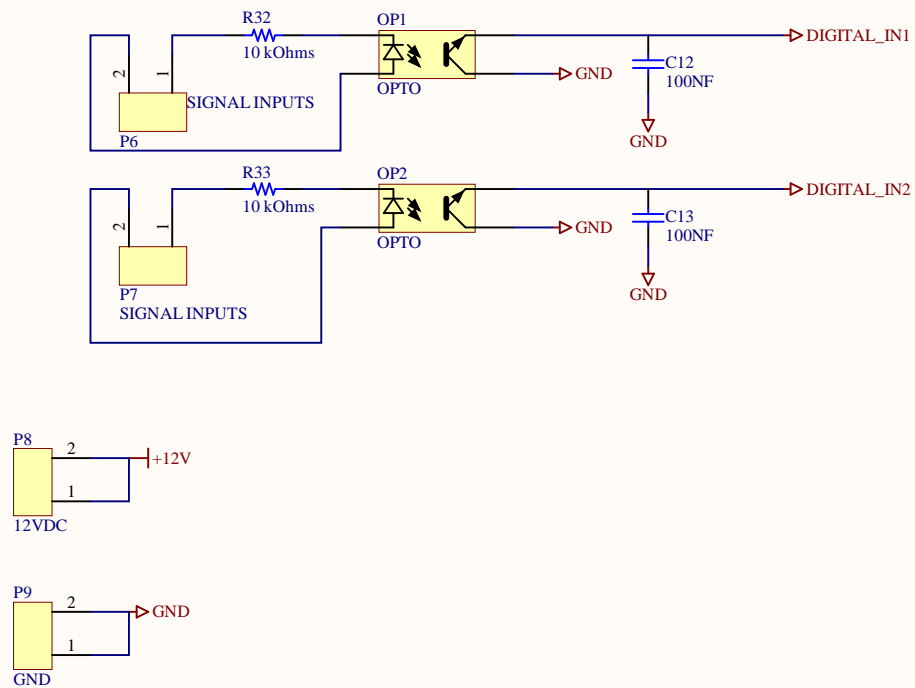 R32
10 kOhms
OP1
OPTO
DIGITAL_IN1
GND
C12
100NF
GND
2
1
SIGNAL INPUTS
P6
R33
10 kOhms
OP2
OPTO
DIGITAL_IN2
GND
C13
100NF
GND
2
1
P7
SIGNAL INPUTS
P8
2
+12V
1
12VDC
P9
2
GND
1
GND